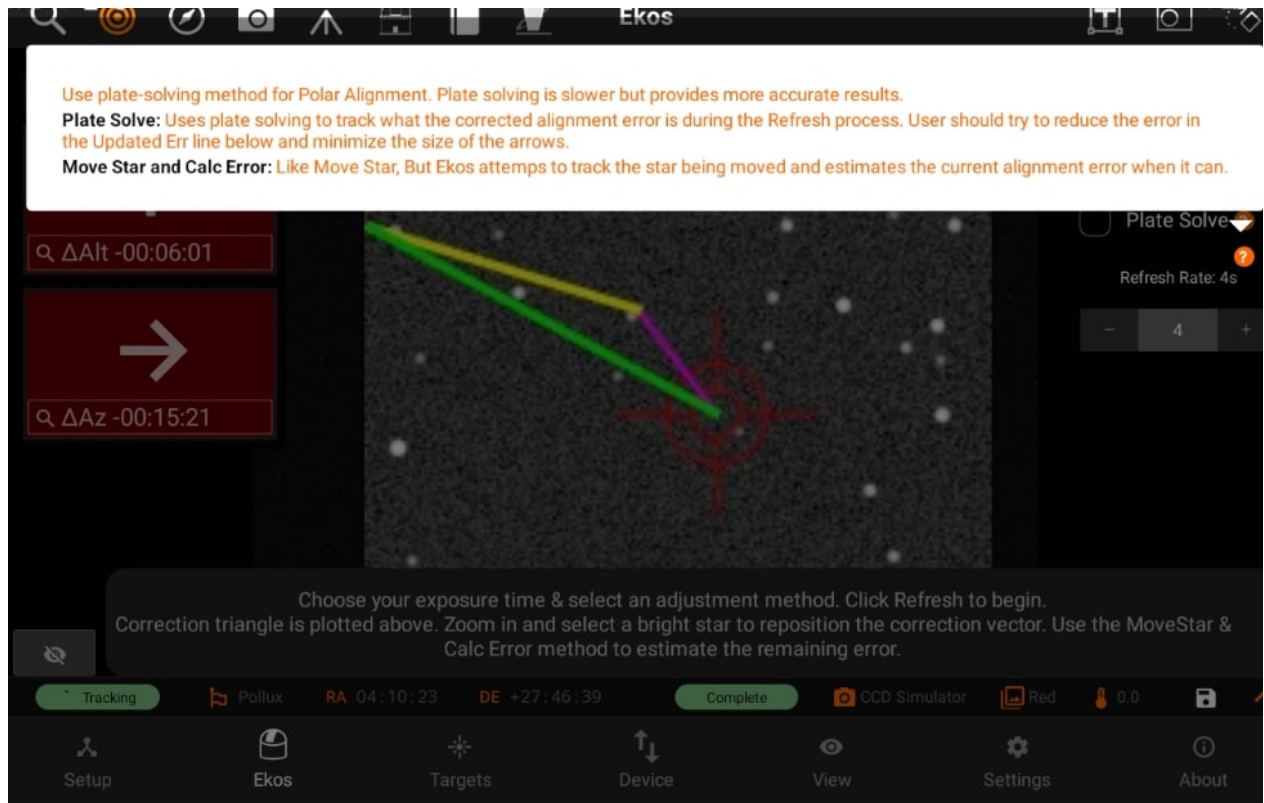 Ekos
Use plate-solving method for Polar Alignment. Plate solving is slower but provides more accurate results.
Plate Solve: Uses plate solving to track what the corrected alignment error is during the Refresh process. User should try to reduce the error in
the Updated Err line below and minimize the size of the arrows.
Move Star and Calc Error: Like Move Star, But Ekos attemps to track the star being moved and estimates the current alignment error when it can.
Plate Solve
?
ΔAlt -00:06:01
Refresh Rate: 4s
− 4 +
ΔAz -00:15:21
Choose your exposure time & select an adjustment method. Click Refresh to begin.
Correction triangle is plotted above. Zoom in and select a bright star to reposition the correction vector. Use the MoveStar &
Calc Error method to estimate the remaining error.
Tracking Pollux RA 04:10:23 DE +27:46:39 Complete CCD Simulator Red 0.0
Setup Ekos Targets Device View Settings About